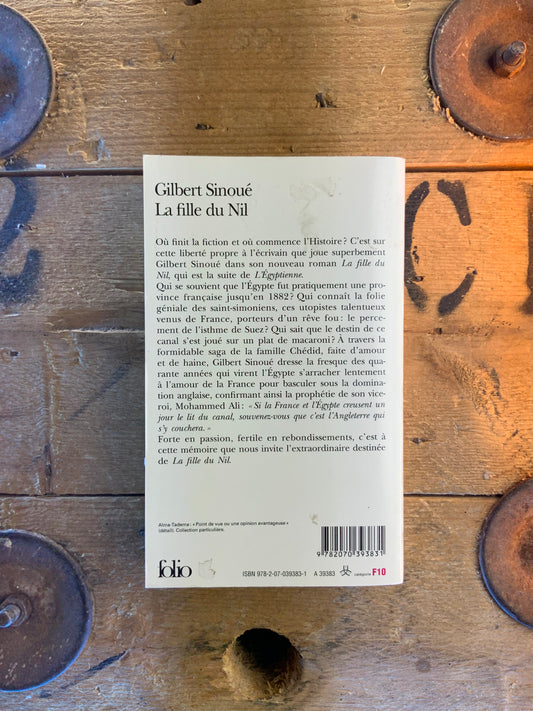 Gilbert Sinoué
La fille du Nil
Où finit la fiction et où commence l'Histoire ? C'est sur
cette liberté propre à l'écrivain que joue superbement
Gilbert Sinoué dans son nouveau roman La fille du
Nil, qui est la suite de L'Égyptienne.
Qui se souvient que l'Égypte fut pratiquement une pro-
vince française jusqu'en 1882 ? Qui connaît la folie
géniale des saint-simoniens, ces utopistes talentueux
venus de France, porteurs d'un rêve fou : le perce-
ment de l'isthme de Suez ? Qui sait que le destin de ce
canal s'est joué sur un plat de macaroni ? À travers la
formidable saga de la famille Chédid, faite d'amour
et de haine, Gilbert Sinoué dresse la fresque des qua-
rante années qui virent l'Égypte s'arracher lentement
à l'amour de la France pour basculer sous la domina-
tion anglaise, confirmant ainsi la prophétie de son vice-
roi, Mohammed Ali : « Si la France et l'Égypte creusent un
jour le lit du canal, souvenez-vous que c'est l'Angleterre qui
s'y couchera. »
Forte en passion, fertile en rebondissements, c'est à
cette mémoire que nous invite l'extraordinaire destinée
de La fille du Nil.
Alma-Tadema : « Point de vue ou une opinion avantageuse »
(détail). Collection particulière.
9 782070 393831
folio
ISBN 978-2-07-039383-1 A 39383 catégorie F10